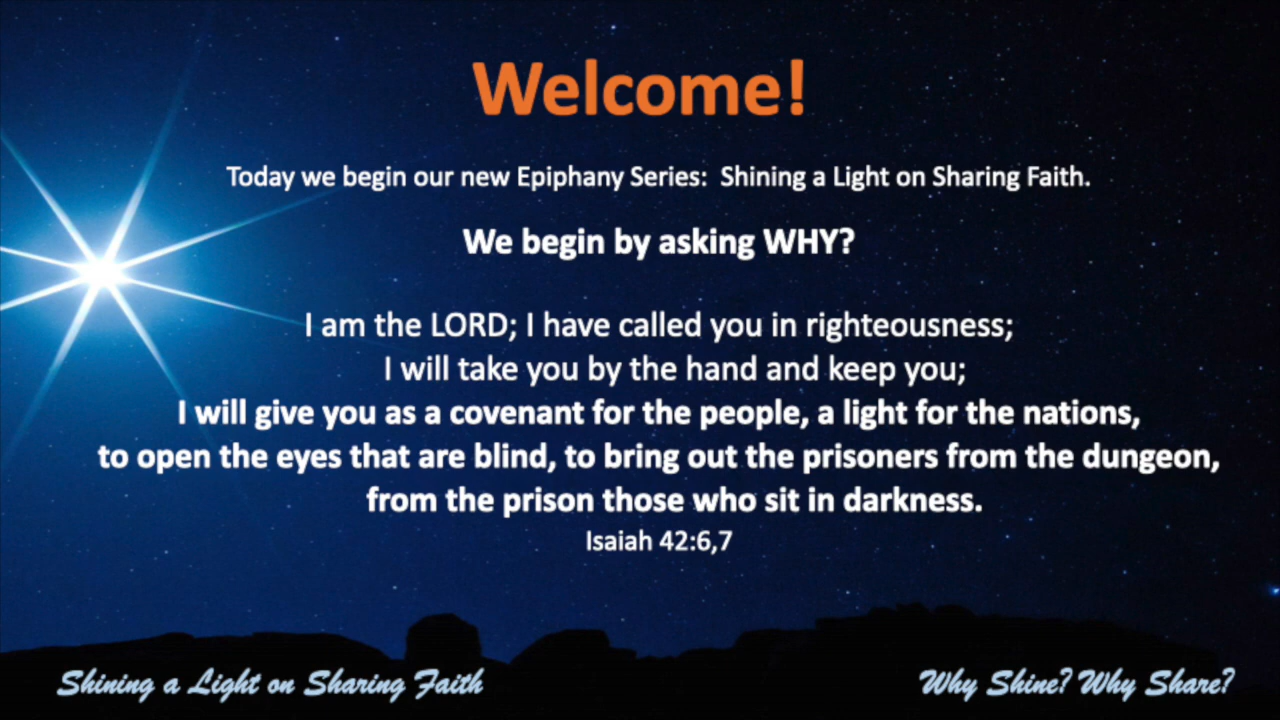 Welcome!
Today we begin our new Epiphany Series:  Shining a Light on Sharing Faith.
We begin by asking WHY?
I am the LORD; I have called you in righteousness;
I will take you by the hand and keep you;
I will give you as a covenant for the people, a light for the nations,
to open the eyes that are blind, to bring out the prisoners from the dungeon,
from the prison those who sit in darkness.
Isaiah 42:6,7
Shining a Light on Sharing Faith
Why Shine? Why Share?